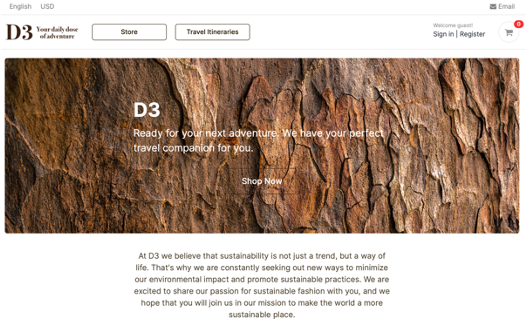 English USD Email
D3 Your daily dose
of adventure
Store
Travel Itineraries
Welcome guest!
Sign in | Register
0
D3
Ready for your next adventure. We have your perfect
travel companion for you.
Shop Now
At D3 we believe that sustainability is not just a trend, but a way of
life. That's why we are constantly seeking out new ways to minimize
our environmental impact and promote sustainable practices. We are
excited to share our passion for sustainable fashion with you, and we
hope that you will join us in our mission to make the world a more
sustainable place.